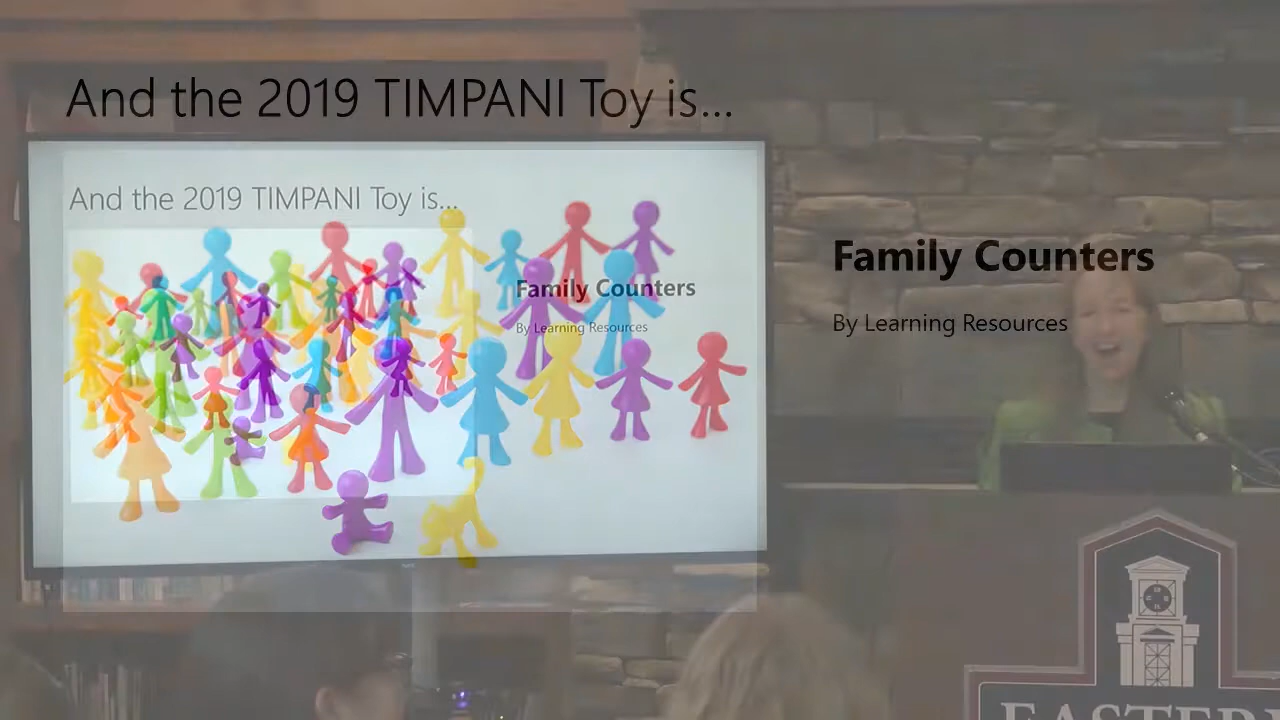 And the 2019 TIMPANI Toy is...
And the 2019 TIMPANI Toy is...
Family Counters
By Learning Resources
Family Counters
By Learning Resources
EASTERN